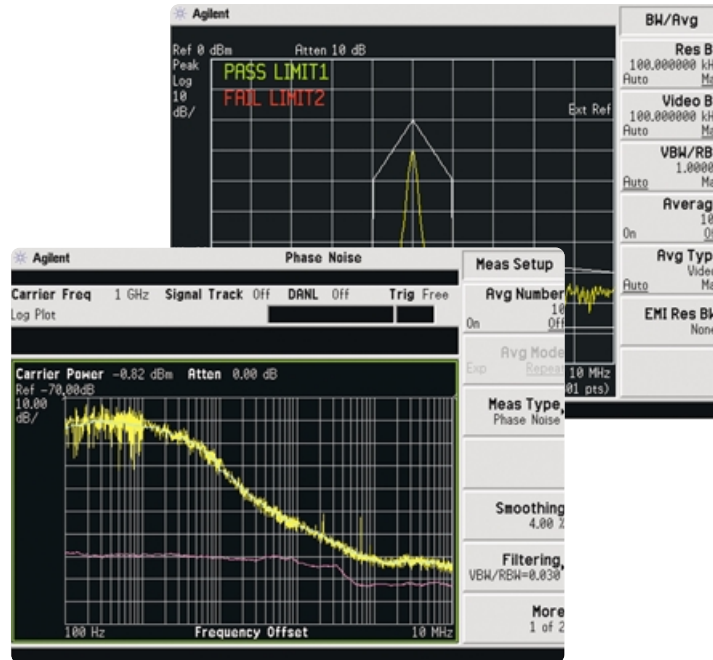 Agilent
BW/Avg
Ref 0 dBm Atten 10 dB
Peak
Log
10
dB/
PASS LIMIT1
FAIL LIMIT2
Ext Ref
Res B
100.000000 kH
Auto Ma
Video B
100.000000 kH
Auto Ma
VBW/RB
1.0000
Auto Ma
Averag
10
On O
Avg Typ
Video
Auto Ma
EMI Res BW
None
10 MHz
01 pts)
Agilent Phase Noise
Meas Setup
Carrier Freq 1 GHz Signal Track Off DANL Off Trig Free
Log Plot
Avg Number
10
On Off
Avg Mode
Exp Repeat
Carrier Power -0.82 dBm Atten 0.00 dB
Ref -70.00dB
10.00
dB/
Meas Type
Phase Noise
Smoothing
4.00 %
Filtering
VBW/RBW=0.030
More
1 of 2
100 Hz Frequency Offset 10 MHz